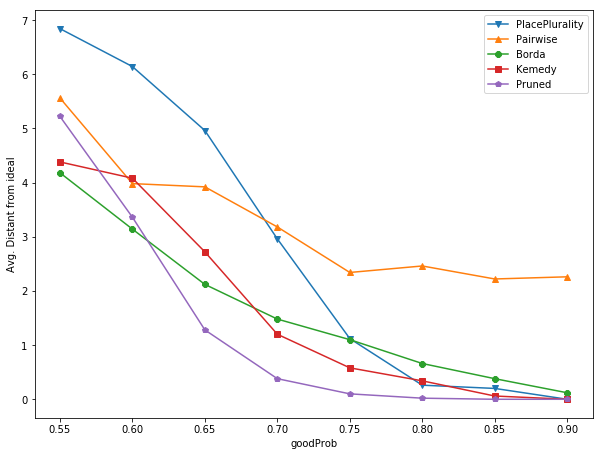 PlacePlurality
Pairwise
Borda
Kemedy
Pruned
Avg. Distant from ideal
7
6
5
4
3
2
1
0
0.55 0.60 0.65 0.70 0.75 0.80 0.85 0.90
goodProb